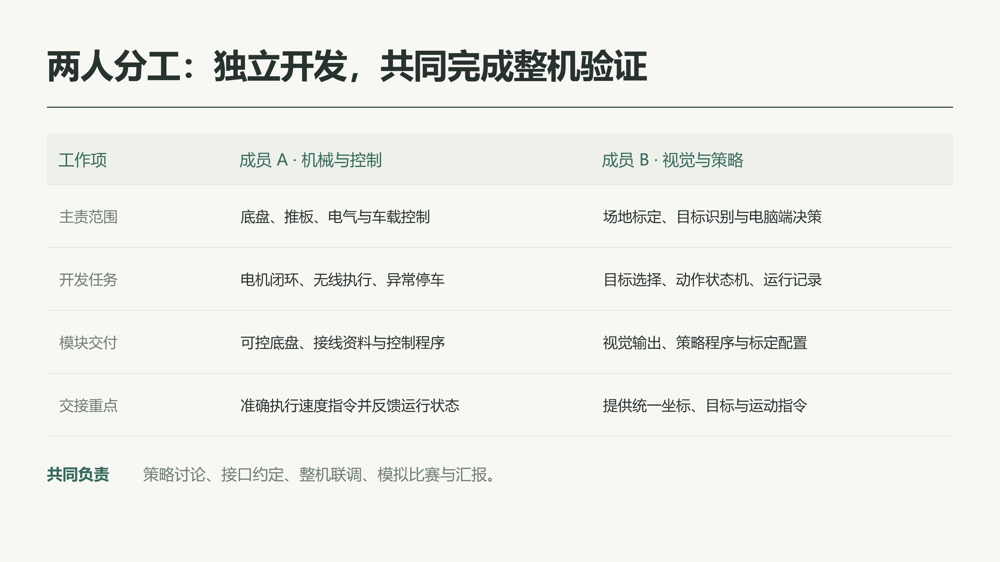 两人分工：独立开发，共同完成整机验证
工作项 成员 A · 机械与控制 成员 B · 视觉与策略
主责范围 底盘、推板、电气与车载控制 场地标定、目标识别与电脑端决策
开发任务 电机闭环、无线执行、异常停车 目标选择、动作状态机、运行记录
模块交付 可控底盘、接线资料与控制程序 视觉输出、策略程序与标定配置
交接重点 准确执行速度指令并反馈运行状态 提供统一坐标、目标与运动指令
共同负责 策略讨论、接口约定、整机联调、模拟比赛与汇报。